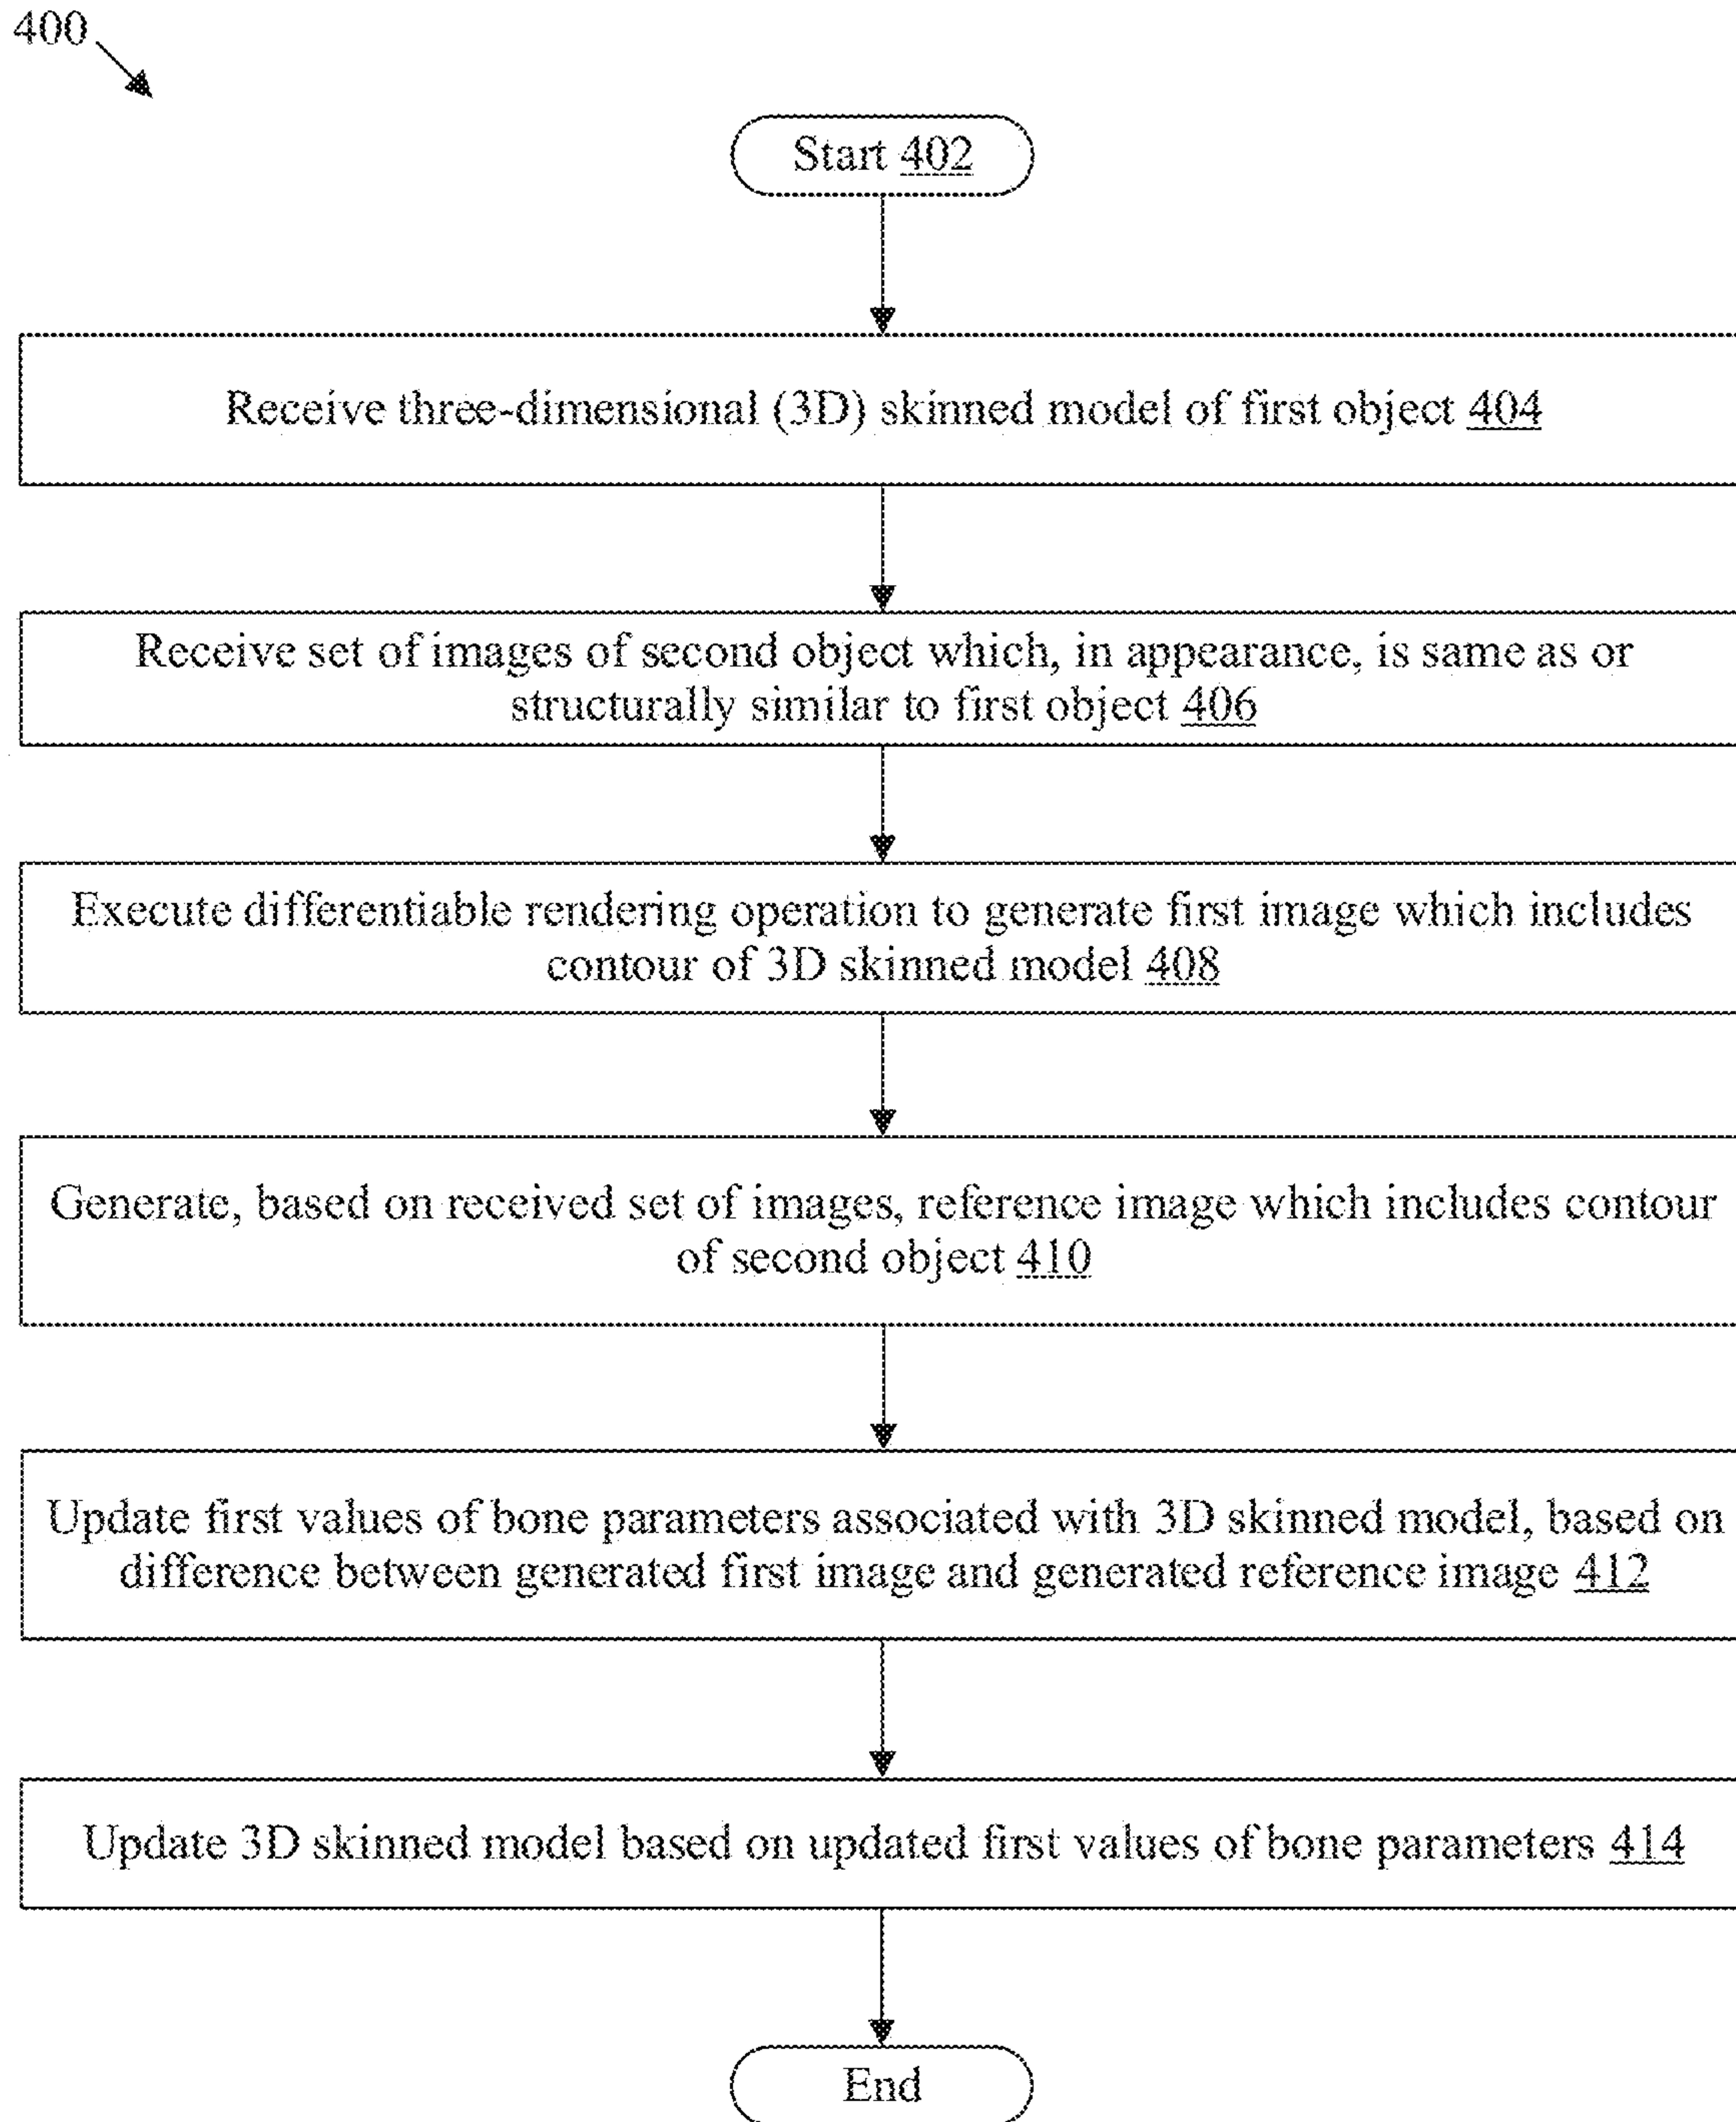 400
Start 402
Receive three-dimensional (3D) skinned model of first object 404
Receive set of images of second object which, in appearance, is same as or
structurally similar to first object 406
Execute differentiable rendering operation to generate first image which includes
contour of 3D skinned model 408
Generate, based on received set of images, reference image which includes contour
of second object 410
Update first values of bone parameters associated with 3D skinned model, based on
difference between generated first image and generated reference image 412
Update 3D skinned model based on updated first values of bone parameters 414
End